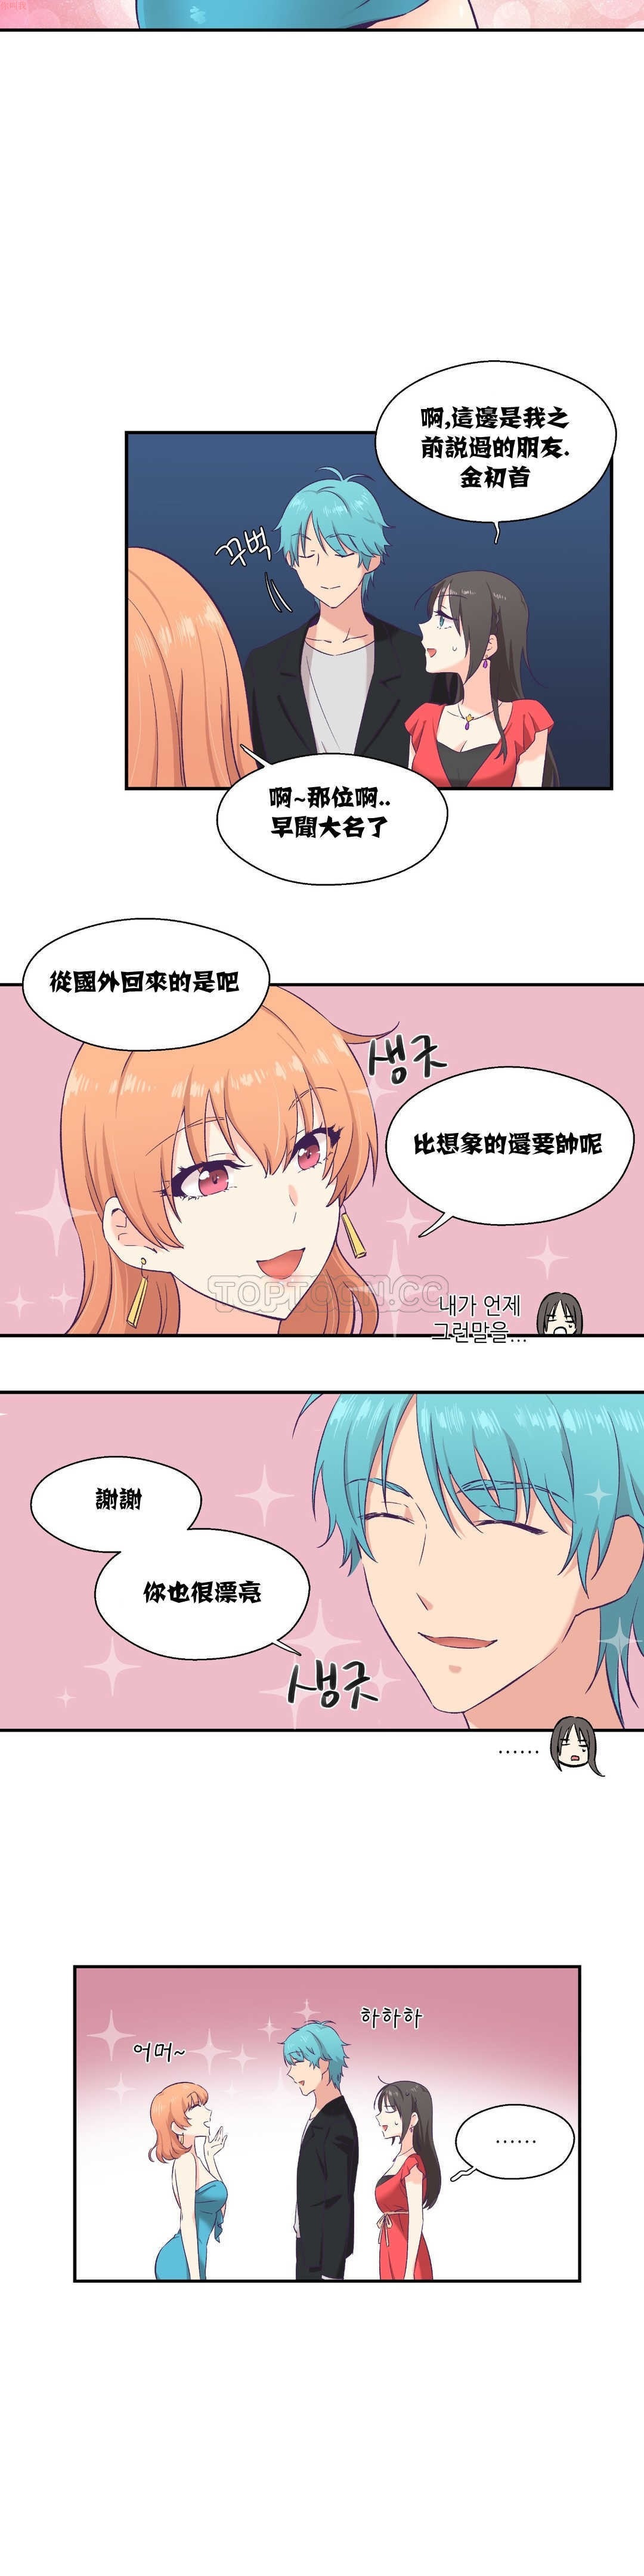 啊,這邊是我之
前説過的朋友.
金初首
꾸벅
啊~那位啊..
早聞大名了
從國外回來的是吧
생긋
比想象的還要帥呢
TOPTOON.CC
내가 언제
그런말을...
謝謝
你也很漂亮
생긋
......
하하하
어머~
......